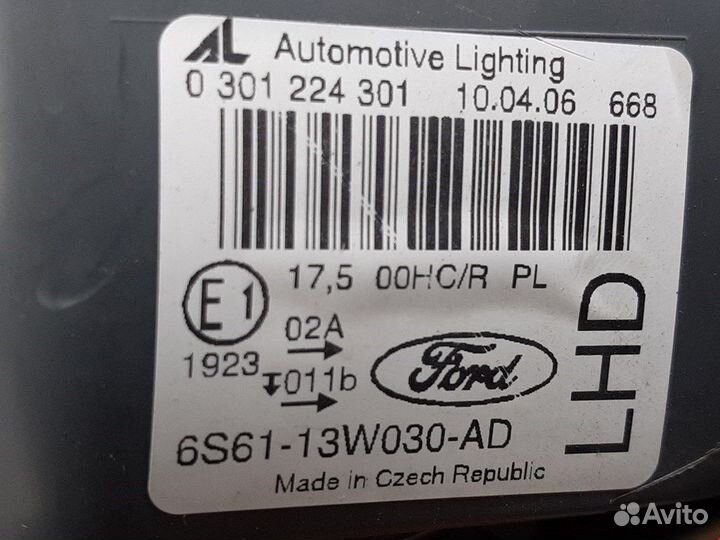 AL Automotive Lighting
0 301 224 301 10.04.06 668
E1 17,5 00HC/R PL
02A
1923 011b
Ford
6S61-13W030-AD
Made in Czech Republic
LHD
Avito